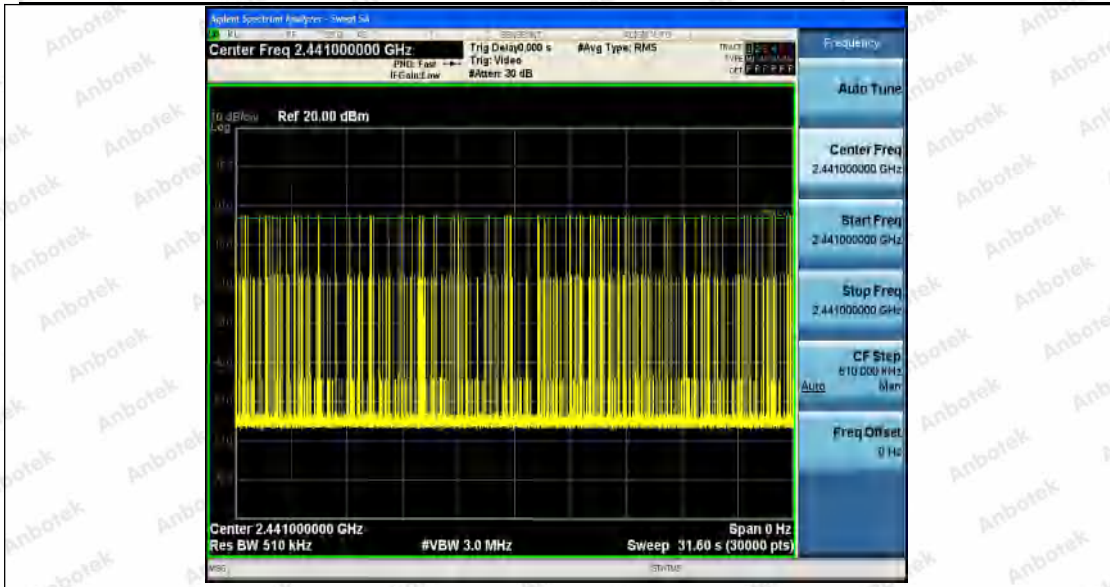 Agilent Spectrum Analyzer - Swept SA
Center Freq 2.441000000 GHz
PNO: Fast
IFGain:Low
Trig Delay0.000 s
Trig: Video
#Atten: 30 dB
#Avg Type: RMS
TRACE
TYPE
DET P P P P P P
Frequency
Auto Tune
10 dB/div
Log
Ref 20.00 dBm
Center Freq
2.441000000 GHz
Start Freq
2.441000000 GHz
Stop Freq
2.441000000 GHz
CF Step
510.000 kHz
Auto
Man
Freq Offset
0 Hz
Center 2.441000000 GHz
Span 0 Hz
Res BW 510 kHz
#VBW 3.0 MHz
Sweep 31.60 s (30000 pts)
MSG
STATUS
Anbotek